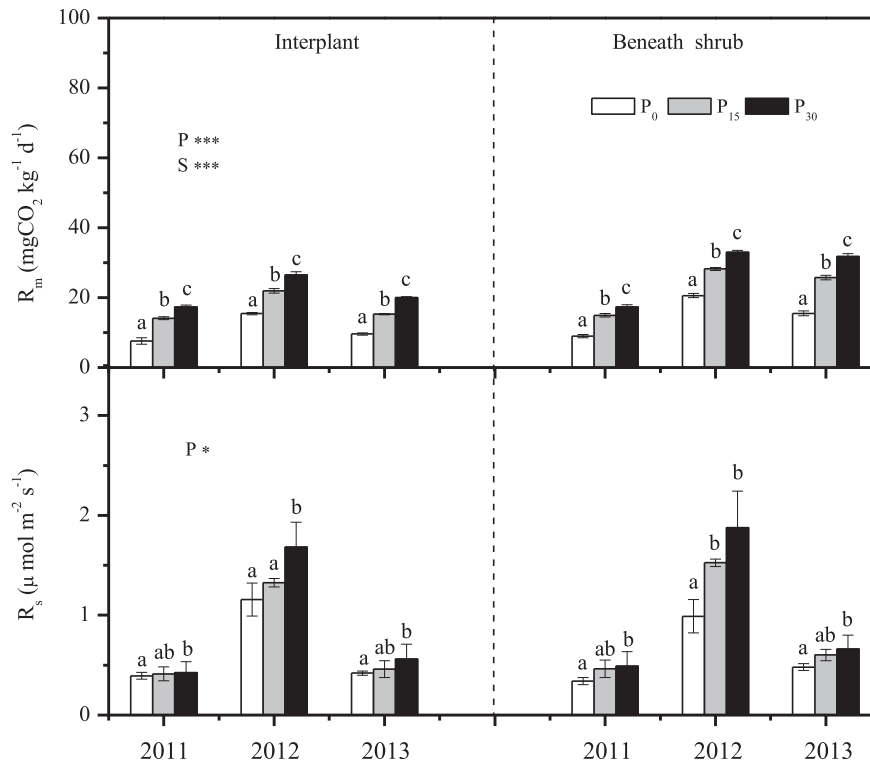 Interplant
Beneath shrub
P₀ P₁₅ P₃₀
P ***
S ***
Rₘ (mgCO₂ kg⁻¹ d⁻¹)
100
80
60
40
20
0
a b c a b c a b c
a b c a b c a b c
P *
Rₛ (μ mol m⁻² s⁻¹)
3
2
1
0
a ab b a a b a ab b
a ab b a b b a ab b
2011 2012 2013 2011 2012 2013